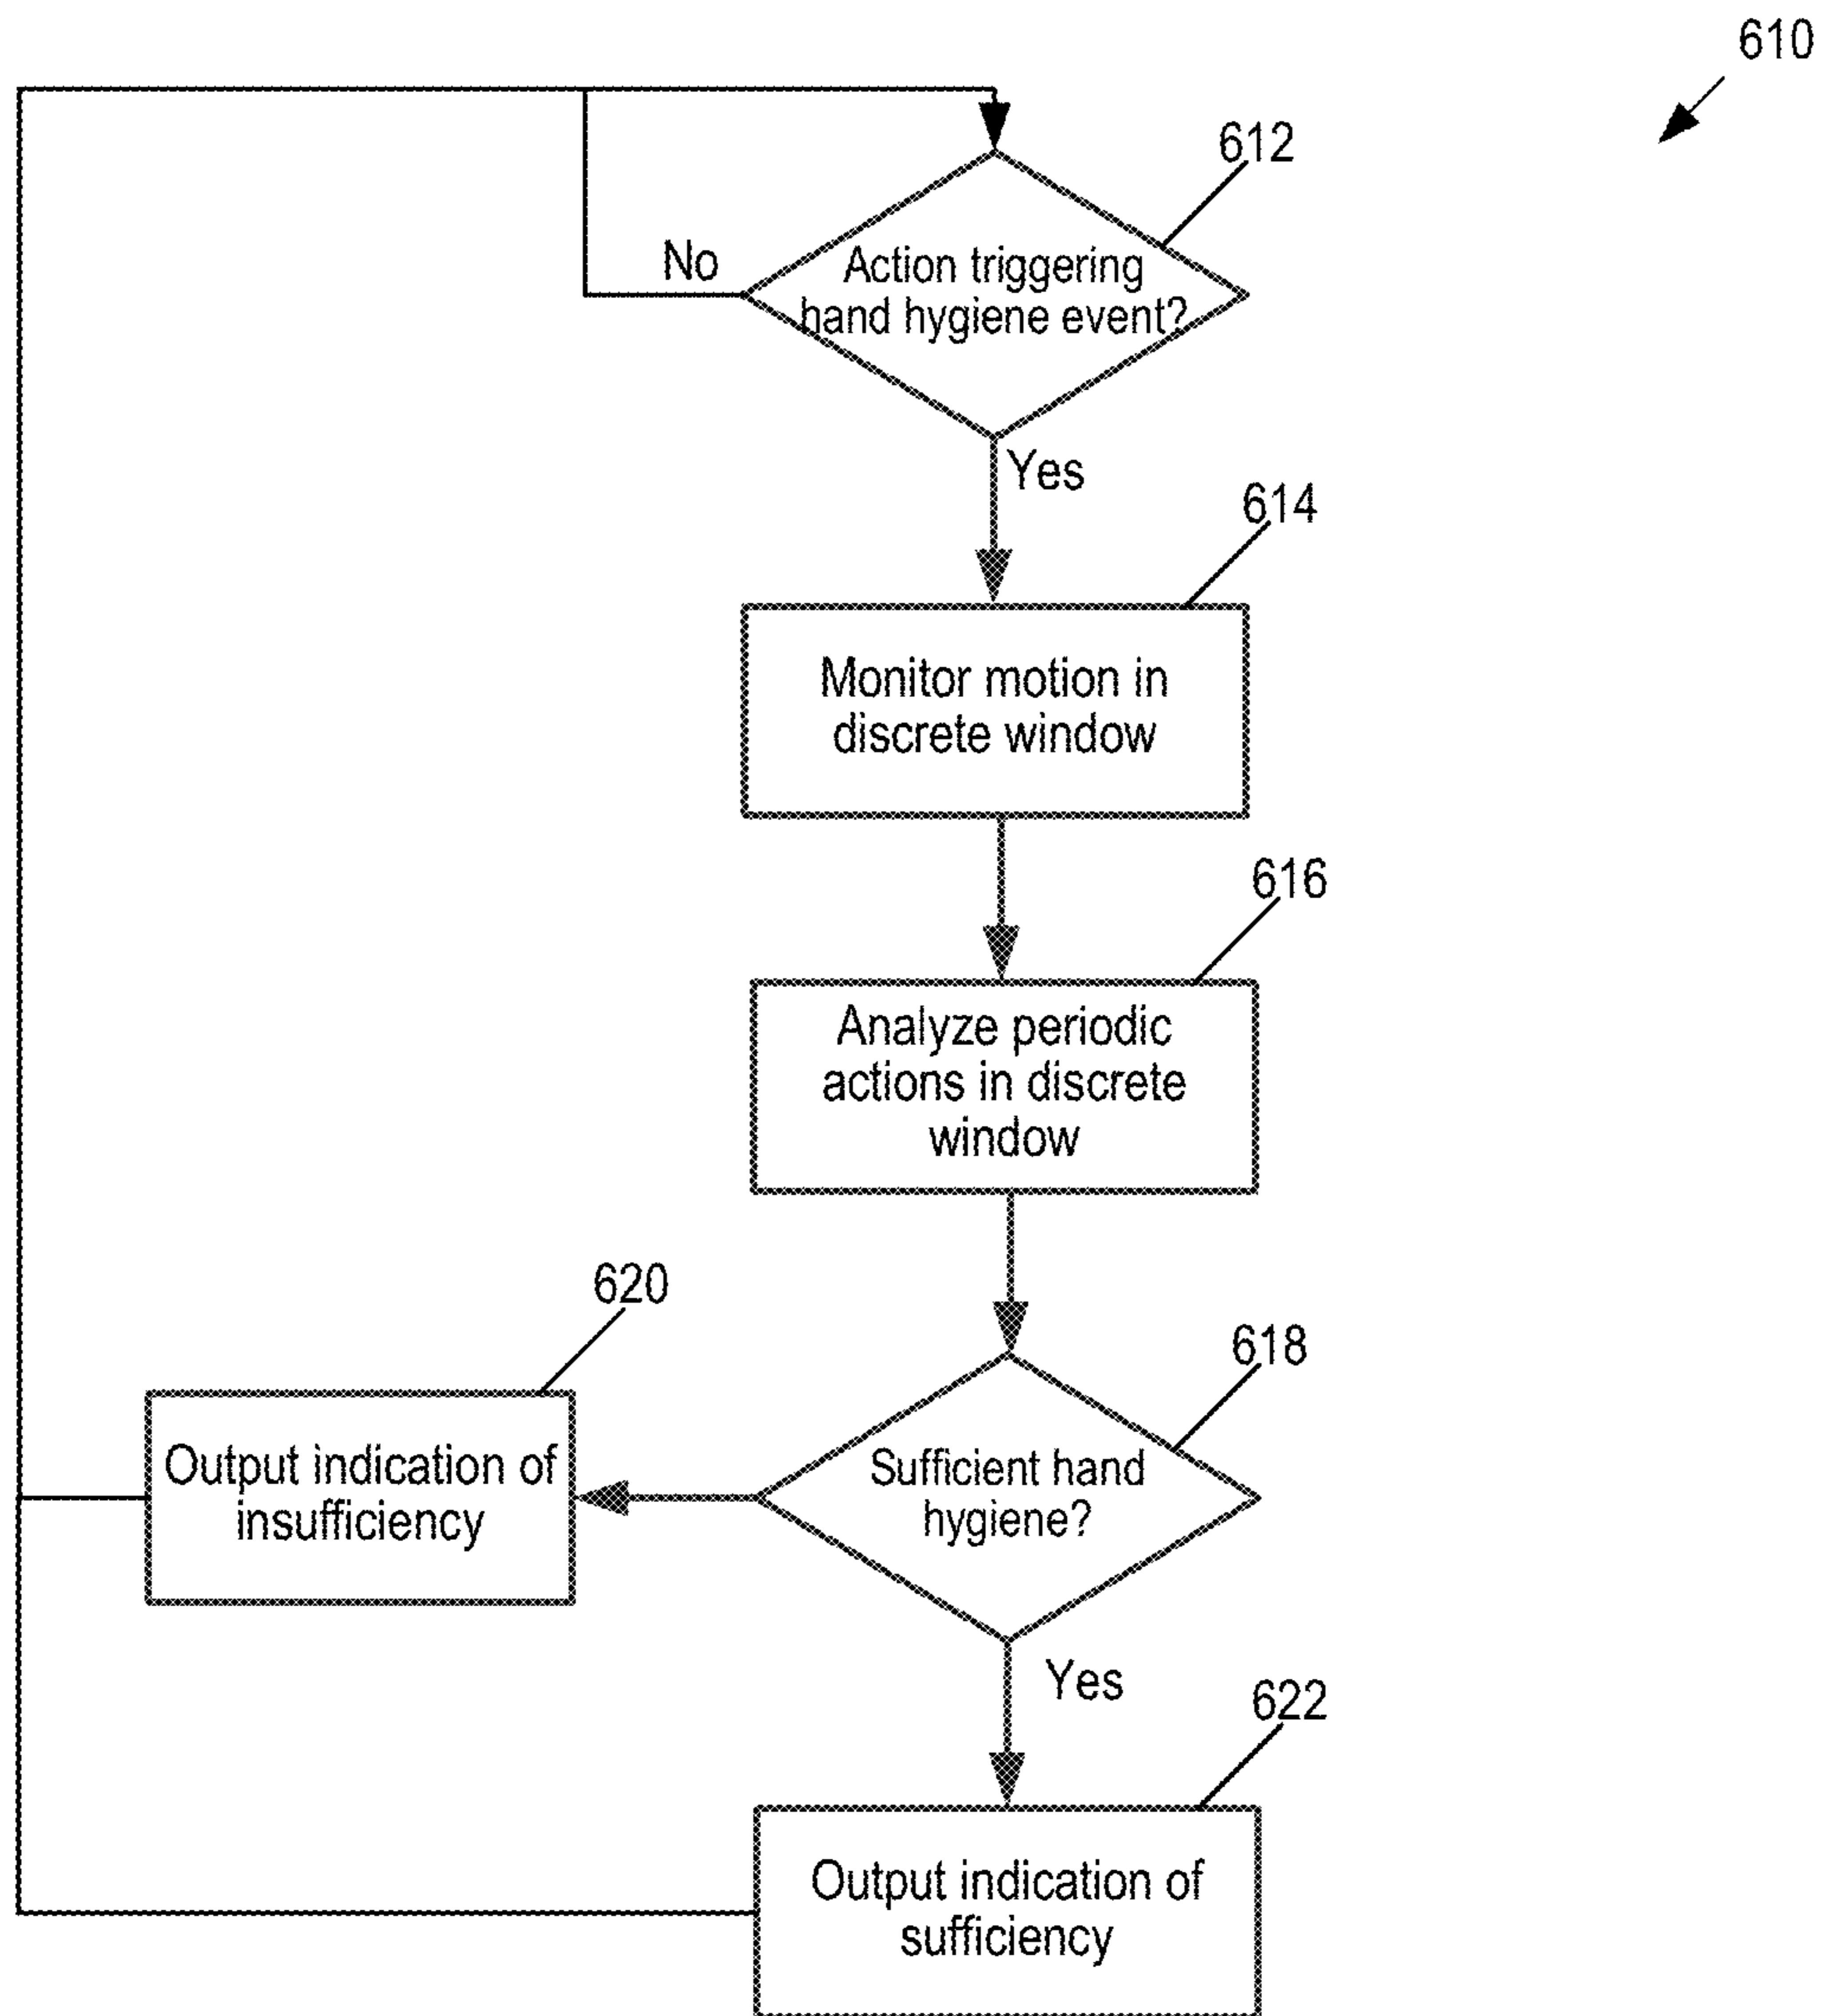 610
612
Action triggering
hand hygiene event?
No
Yes
614
Monitor motion in
discrete window
616
Analyze periodic
actions in discrete
window
618
Sufficient hand
hygiene?
620
Output indication of
insufficiency
Yes
622
Output indication of
sufficiency